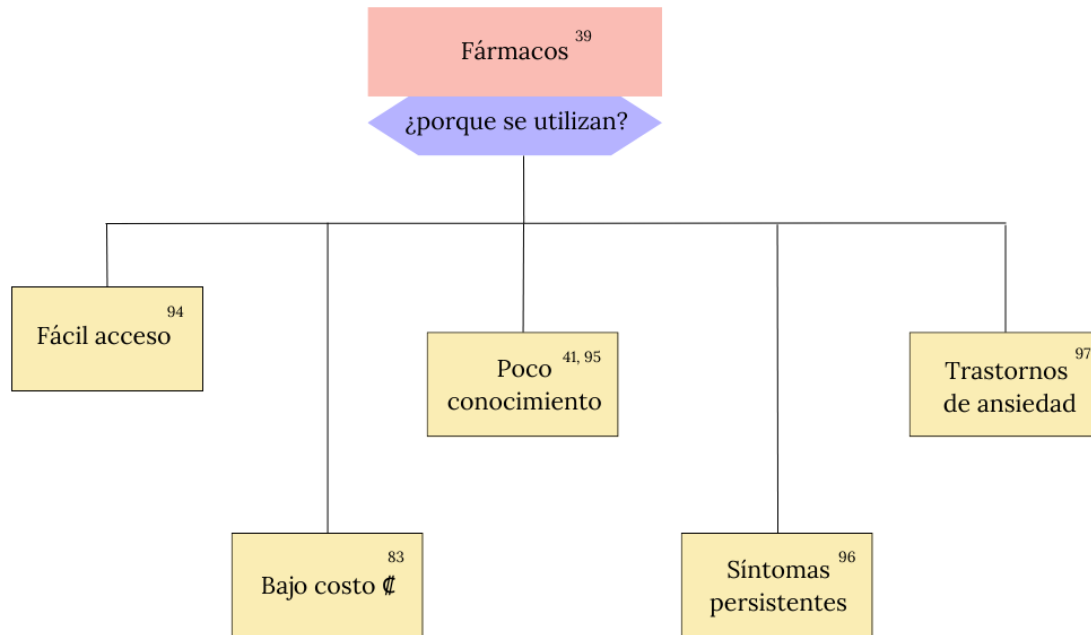 Fármacos 39
¿porque se utilizan?
Fácil acceso 94
Poco 41, 95
conocimiento
Trastornos 97
de ansiedad
Bajo costo ₡ 83
Síntomas 96
persistentes